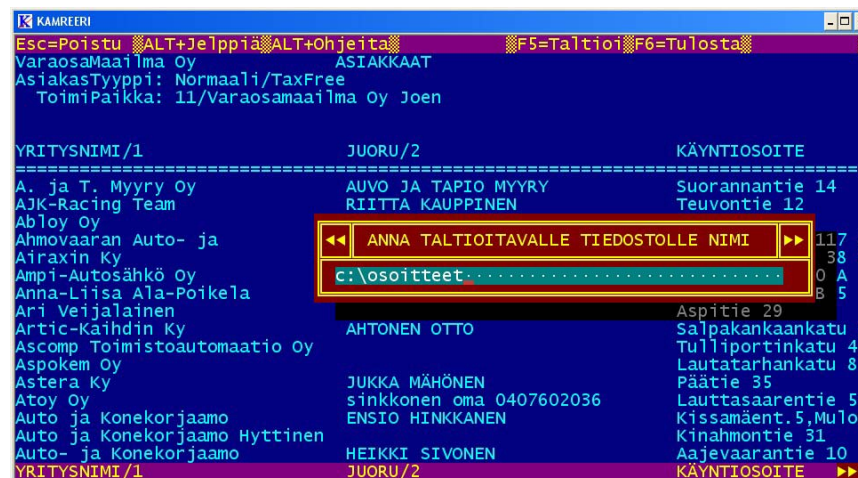 KAMREERI
Esc=Poistu ALT+Jelppiä ALT+Ohjeita F5=Taltioi F6=Tulosta
VaraosaMaailma Oy ASIAKKAAT
AsiakasTyyppi: Normaali/TaxFree
ToimiPaikka: 11/Varaosamaailma Oy Joen
YRITYSNIMI/1 JUORU/2 KÄYNTIOSOITE
A. ja T. Myyry Oy AUVO JA TAPIO MYYRY Suorannantie 14
AJK-Racing Team RIITTA KAUPPINEN Teuvontie 12
Abloy Oy
Ahmovaaran Auto- ja ◄◄ ANNA TALTIOITAVALLE TIEDOSTOLLE NIMI ►► 117
Airaxin Ky 38
Ampi-Autosähkö Oy c:\osoitteet O A
Anna-Liisa Ala-Poikela B 5
Ari Veijalainen Aspitie 29
Artic-Kaihdin Ky AHTONEN OTTO Salpakankaankatu
Ascomp Toimistoautomaatio Oy Tulliportinkatu 4
Aspokem Oy Lautatarhankatu 8
Astera Ky JUKKA MÄHÖNEN Päätie 35
Atoy Oy sinkkonen oma 0407602036 Lauttasaarentie 5
Auto ja Konekorjaamo ENSIO HINKKANEN Kissamäent.5,Mulo
Auto ja Konekorjaamo Hyttinen Kinahmontie 31
Auto- ja Konekorjaamo HEIKKI SIVONEN Aajevaarantie 10
YRITYSNIMI/1 JUORU/2 KÄYNTIOSOITE ►►